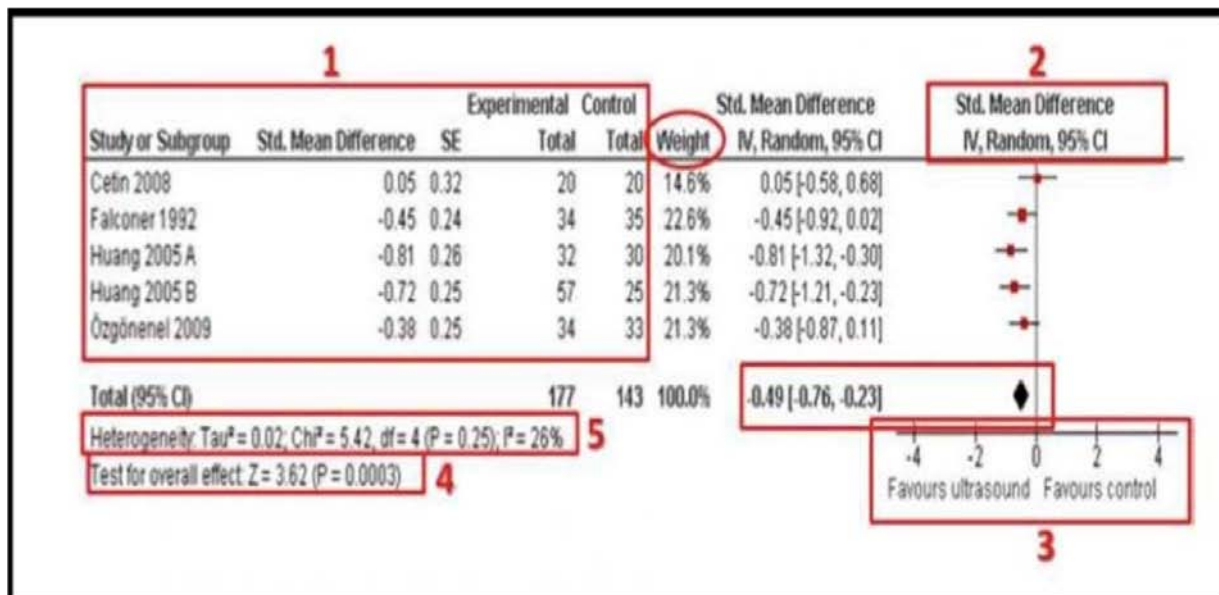 1
2
Experimental Control Std. Mean Difference Std. Mean Difference
Study or Subgroup Std. Mean Difference SE Total Total Weight IV, Random, 95% CI IV, Random, 95% CI
Cetin 2008 0.05 0.32 20 20 14.6% 0.05 [-0.58, 0.68]
Falconer 1992 -0.45 0.24 34 35 22.6% -0.45 [-0.92, 0.02]
Huang 2005 A -0.81 0.26 32 30 20.1% -0.81 [-1.32, -0.30]
Huang 2005 B -0.72 0.25 57 25 21.3% -0.72 [-1.21, -0.23]
Özgönenel 2009 -0.38 0.25 34 33 21.3% -0.38 [-0.87, 0.11]
Total (95% CI) 177 143 100.0% -0.49 [-0.76, -0.23]
Heterogeneity: Tau² = 0.02; Chi² = 5.42, df = 4 (P = 0.25); I² = 26% 5
Test for overall effect: Z = 3.62 (P = 0.0003) 4
-4 -2 0 2 4
Favours ultrasound Favours control
3